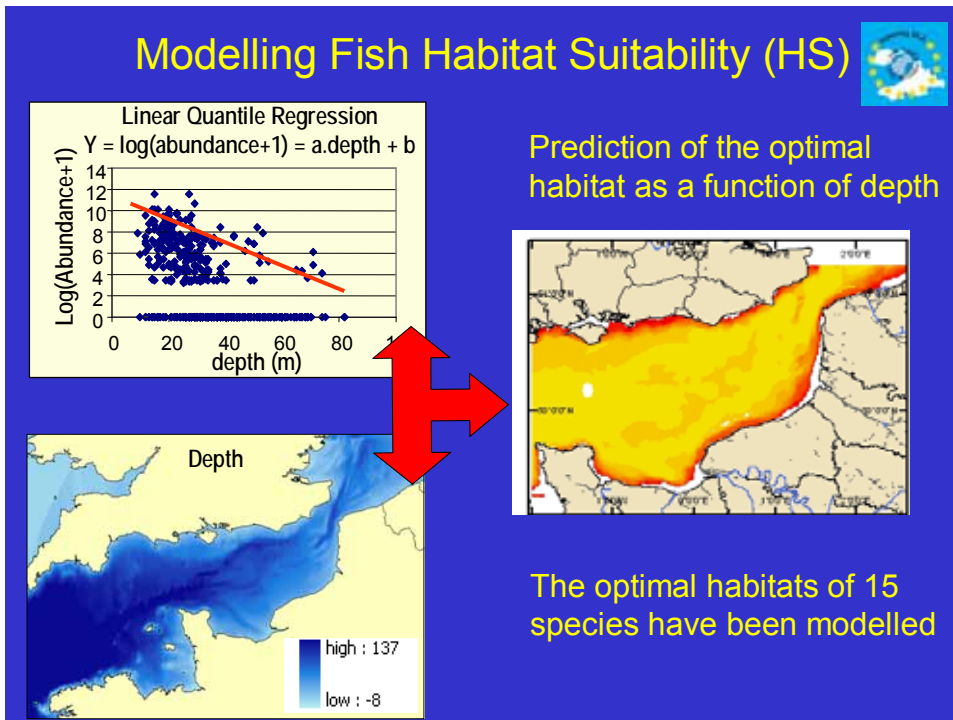 Modelling Fish Habitat Suitability (HS)
Linear Quantile Regression
Y = log(abundance+1) = a.depth + b
Log(Abundance+1)
14
12
10
8
6
4
2
0
0 20 40 60 80 1
depth (m)
Prediction of the optimal
habitat as a function of depth
Depth
high : 137
low : -8
The optimal habitats of 15
species have been modelled